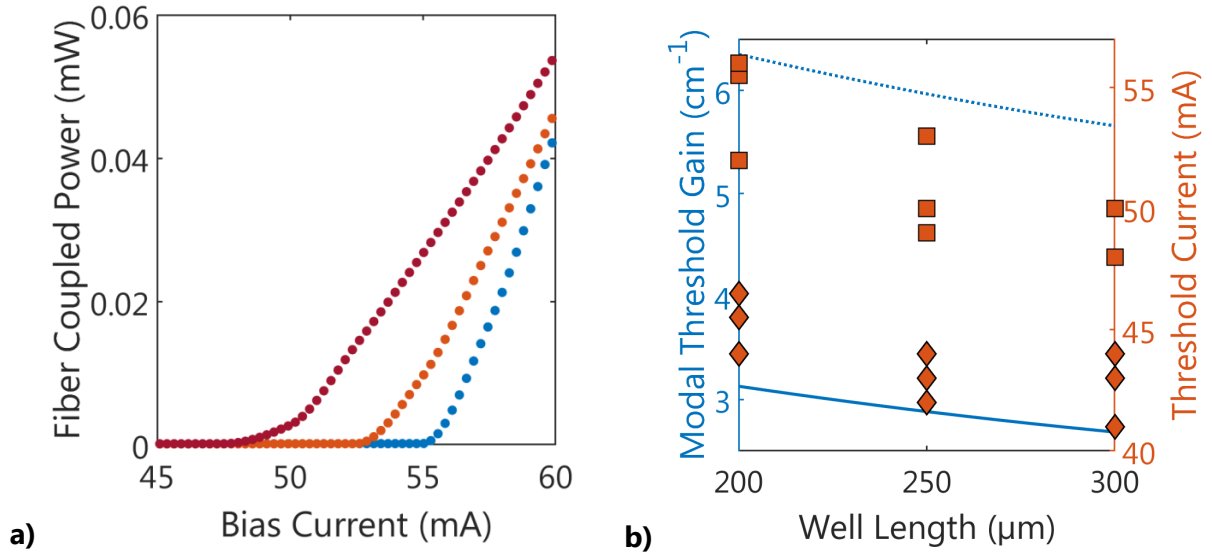 Fiber Coupled Power (mW)
0.06
0.04
0.02
0
45
50
55
60
Bias Current (mA)
a)
Modal Threshold Gain (cm⁻¹)
6
5
4
3
200
250
300
Well Length (μm)
55
50
45
40
Threshold Current (mA)
b)